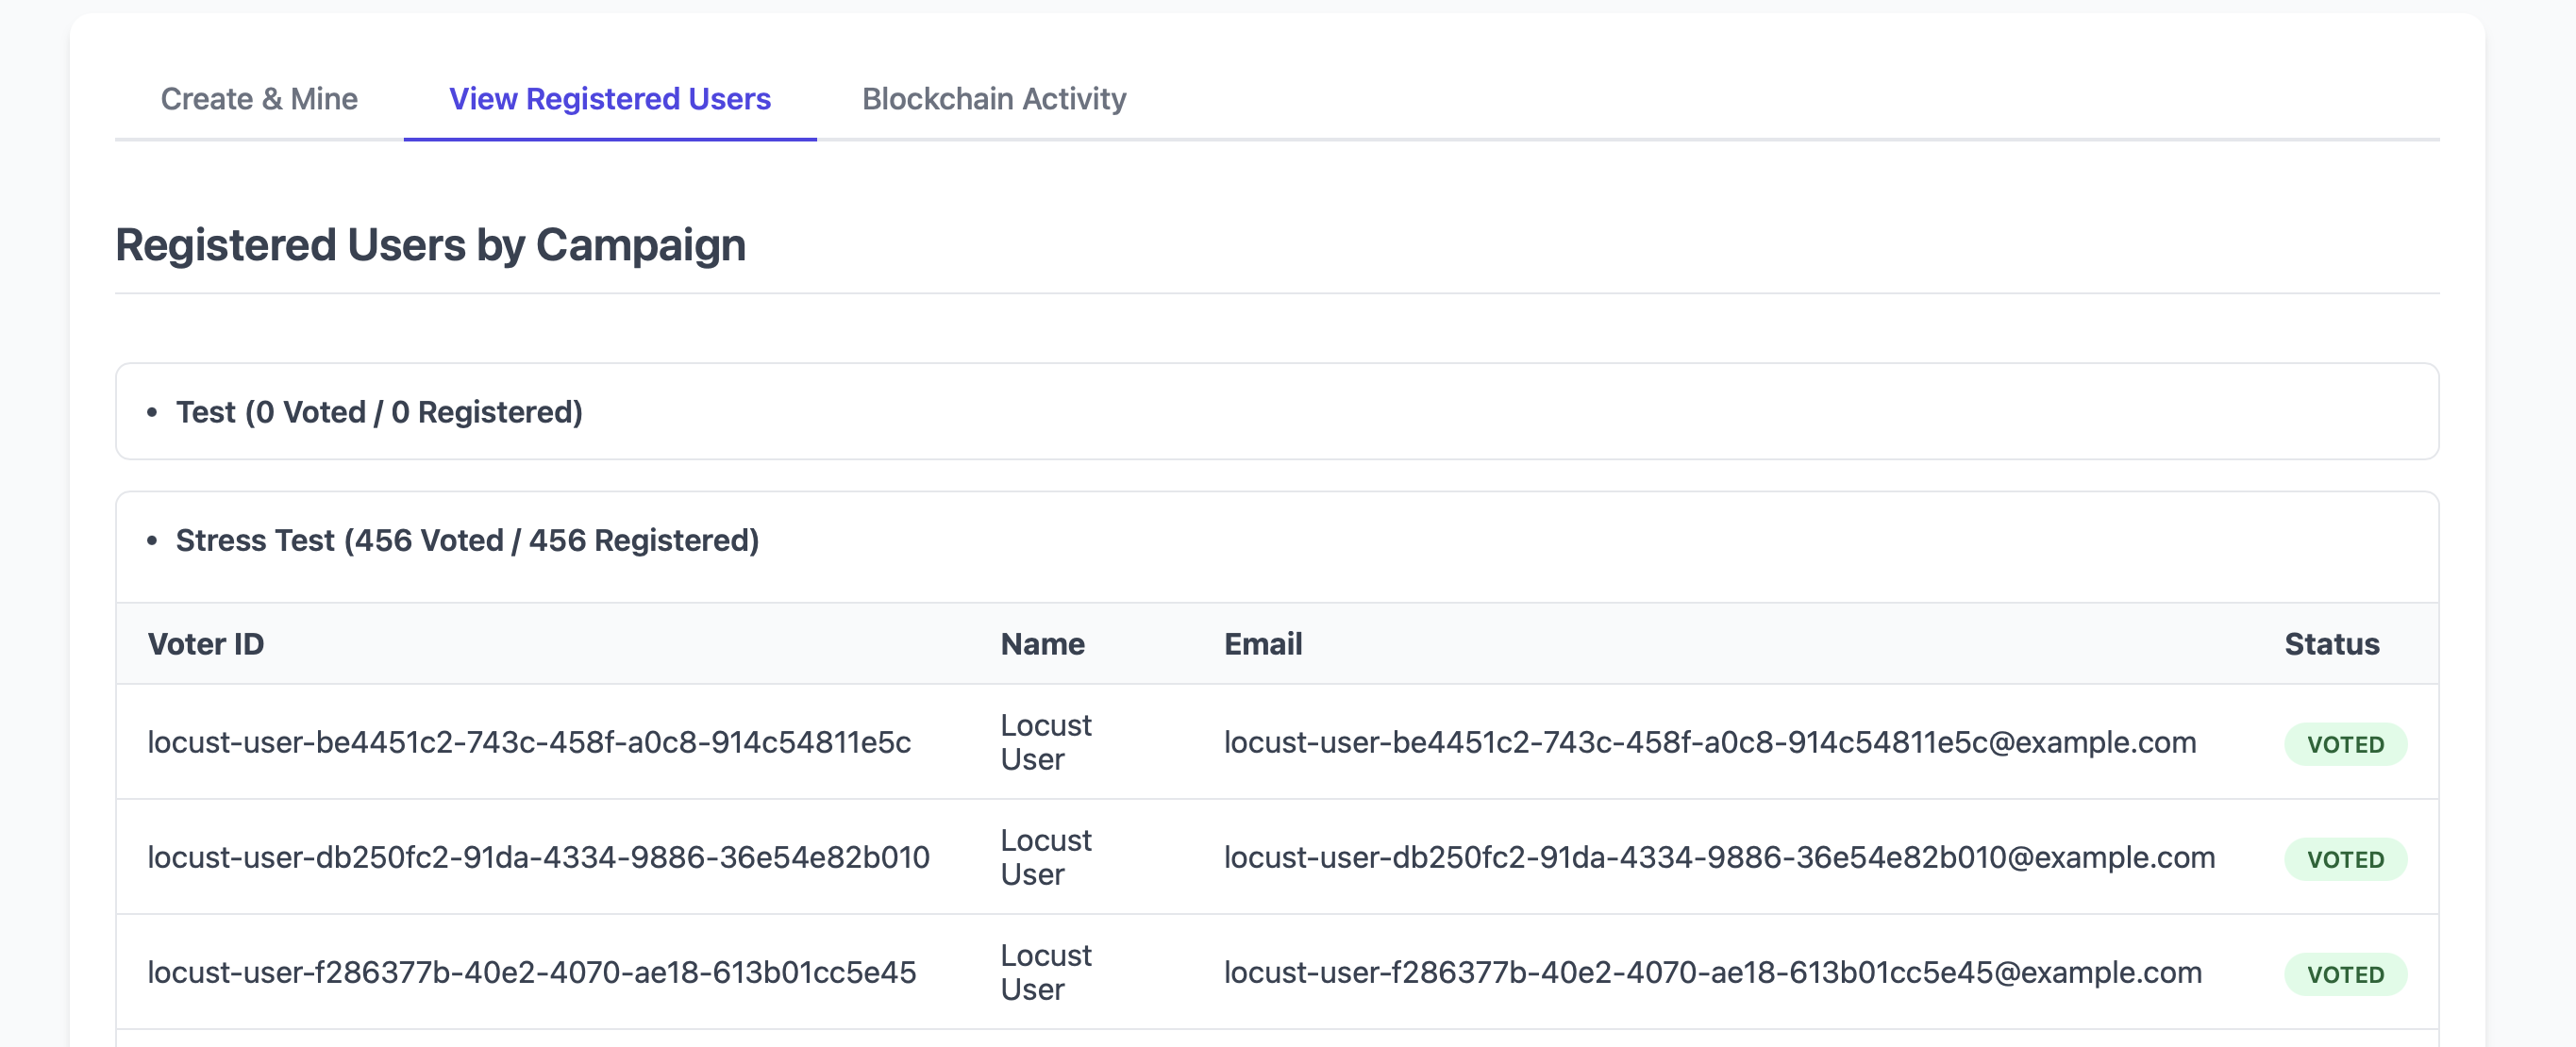 Create & Mine
View Registered Users
Blockchain Activity
Registered Users by Campaign
• Test (0 Voted / 0 Registered)
• Stress Test (456 Voted / 456 Registered)
Voter ID Name Email Status
locust-user-be4451c2-743c-458f-a0c8-914c54811e5c Locust User locust-user-be4451c2-743c-458f-a0c8-914c54811e5c@example.com VOTED
locust-user-db250fc2-91da-4334-9886-36e54e82b010 Locust User locust-user-db250fc2-91da-4334-9886-36e54e82b010@example.com VOTED
locust-user-f286377b-40e2-4070-ae18-613b01cc5e45 Locust User locust-user-f286377b-40e2-4070-ae18-613b01cc5e45@example.com VOTED